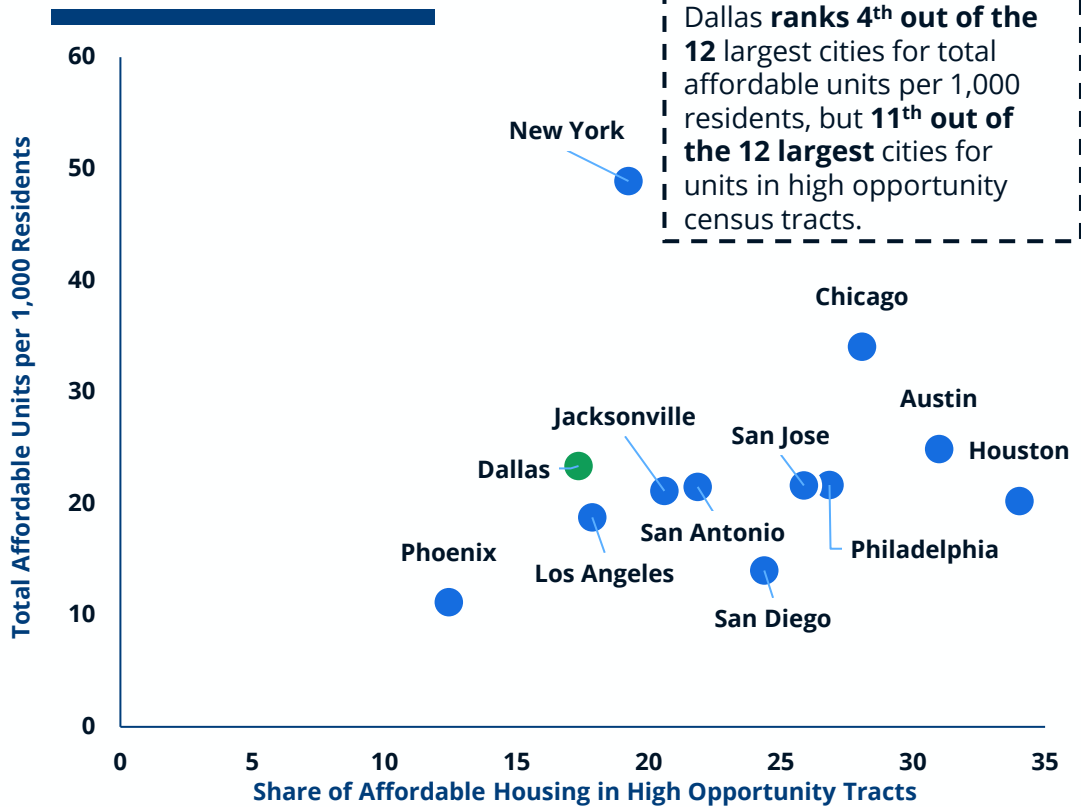 Dallas ranks 4th out of the
12 largest cities for total
affordable units per 1,000
residents, but 11th out of
the 12 largest cities for
units in high opportunity
census tracts.
Total Affordable Units per 1,000 Residents
60
50
40
30
20
10
0
New York
Chicago
Austin
Jacksonville
San Jose
Houston
Dallas
San Antonio
Phoenix
Philadelphia
Los Angeles
San Diego
0 5 10 15 20 25 30 35
Share of Affordable Housing in High Opportunity Tracts